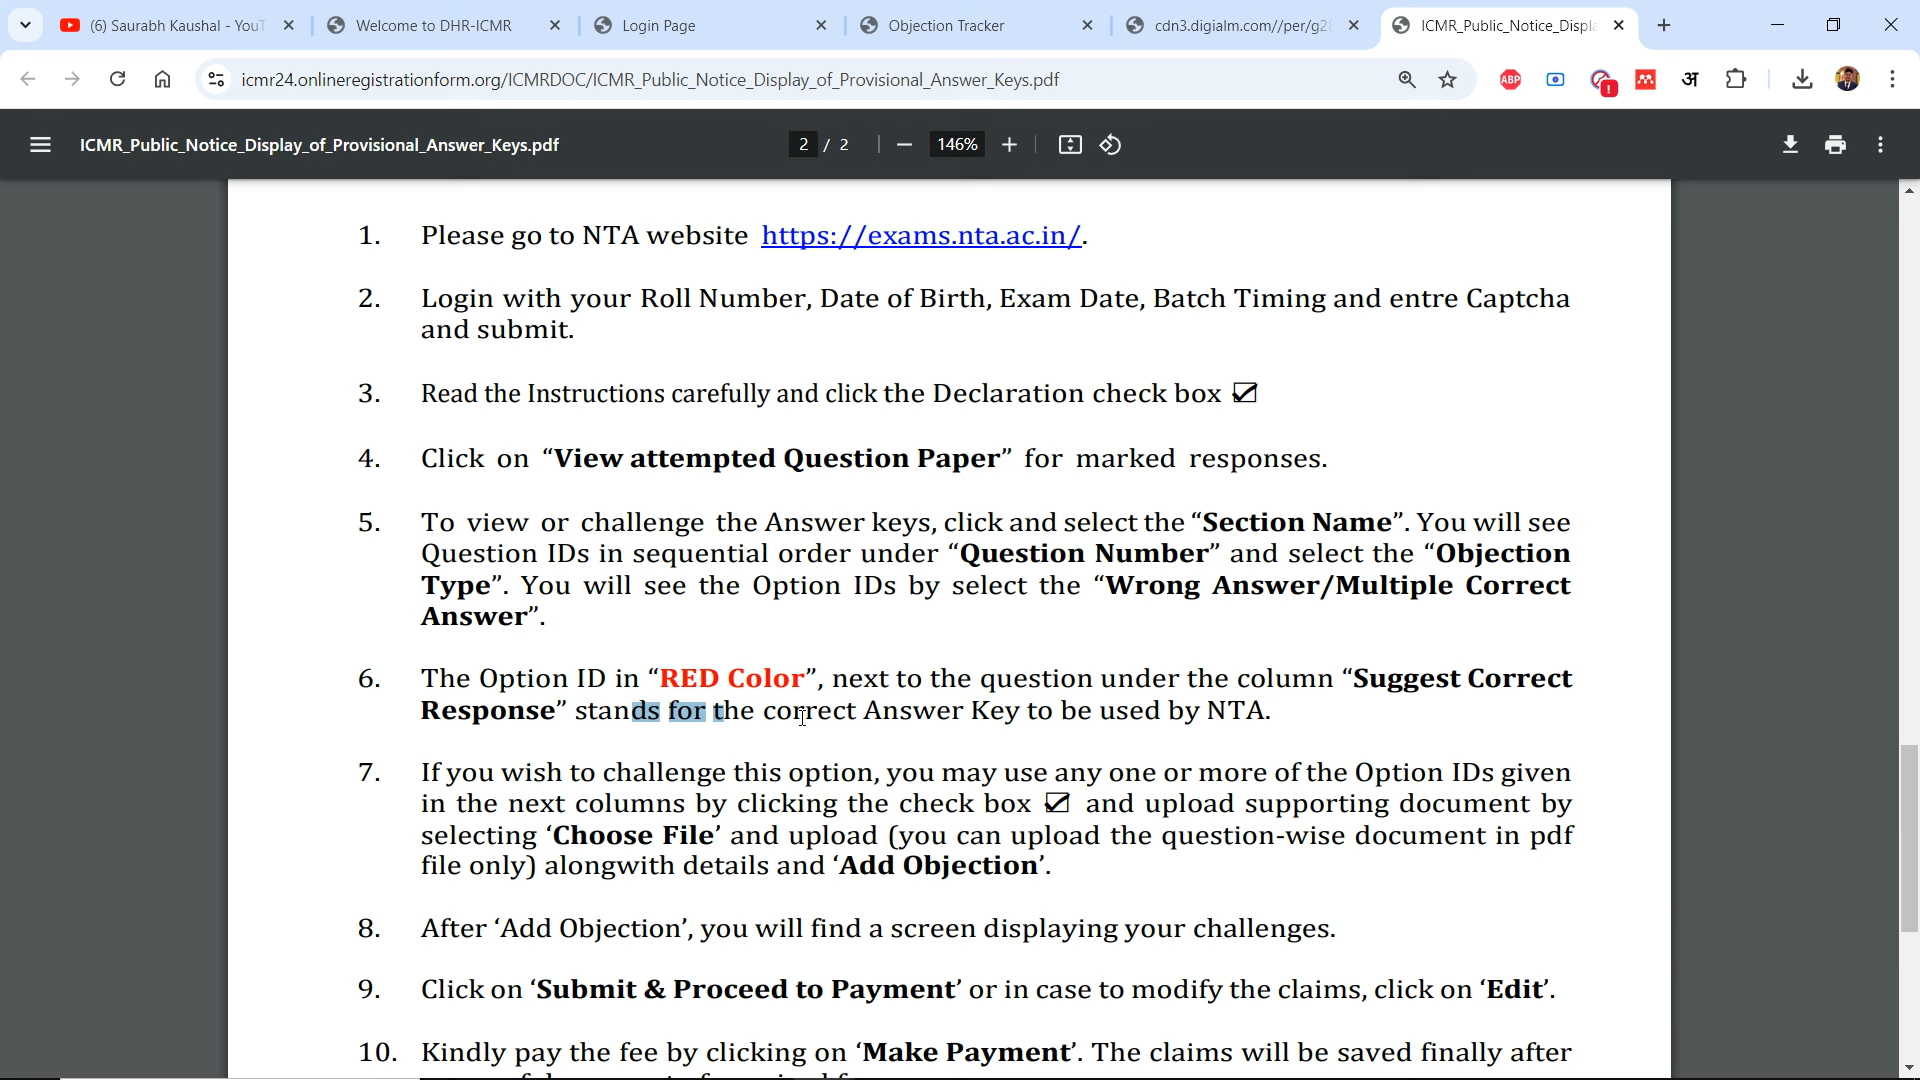 (6) Saurabh Kaushal - YouT
Welcome to DHR-ICMR
Login Page
Objection Tracker
cdn3.digialm.com//per/g28
ICMR_Public_Notice_Displa
icmr24.onlineregistrationform.org/ICMRDOC/ICMR_Public_Notice_Display_of_Provisional_Answer_Keys.pdf
ABP
अ
ICMR_Public_Notice_Display_of_Provisional_Answer_Keys.pdf
2 / 2
146%
1. Please go to NTA website https://exams.nta.ac.in/.
2. Login with your Roll Number, Date of Birth, Exam Date, Batch Timing and entre Captcha
and submit.
3. Read the Instructions carefully and click the Declaration check box ☑
4. Click on “View attempted Question Paper” for marked responses.
5. To view or challenge the Answer keys, click and select the “Section Name”. You will see
Question IDs in sequential order under “Question Number” and select the “Objection
Type”. You will see the Option IDs by select the “Wrong Answer/Multiple Correct
Answer”.
6. The Option ID in “RED Color”, next to the question under the column “Suggest Correct
Response” stands for the correct Answer Key to be used by NTA.
7. If you wish to challenge this option, you may use any one or more of the Option IDs given
in the next columns by clicking the check box ☑ and upload supporting document by
selecting ‘Choose File’ and upload (you can upload the question-wise document in pdf
file only) alongwith details and ‘Add Objection’.
8. After ‘Add Objection’, you will find a screen displaying your challenges.
9. Click on ‘Submit & Proceed to Payment’ or in case to modify the claims, click on ‘Edit’.
10. Kindly pay the fee by clicking on ‘Make Payment’. The claims will be saved finally after